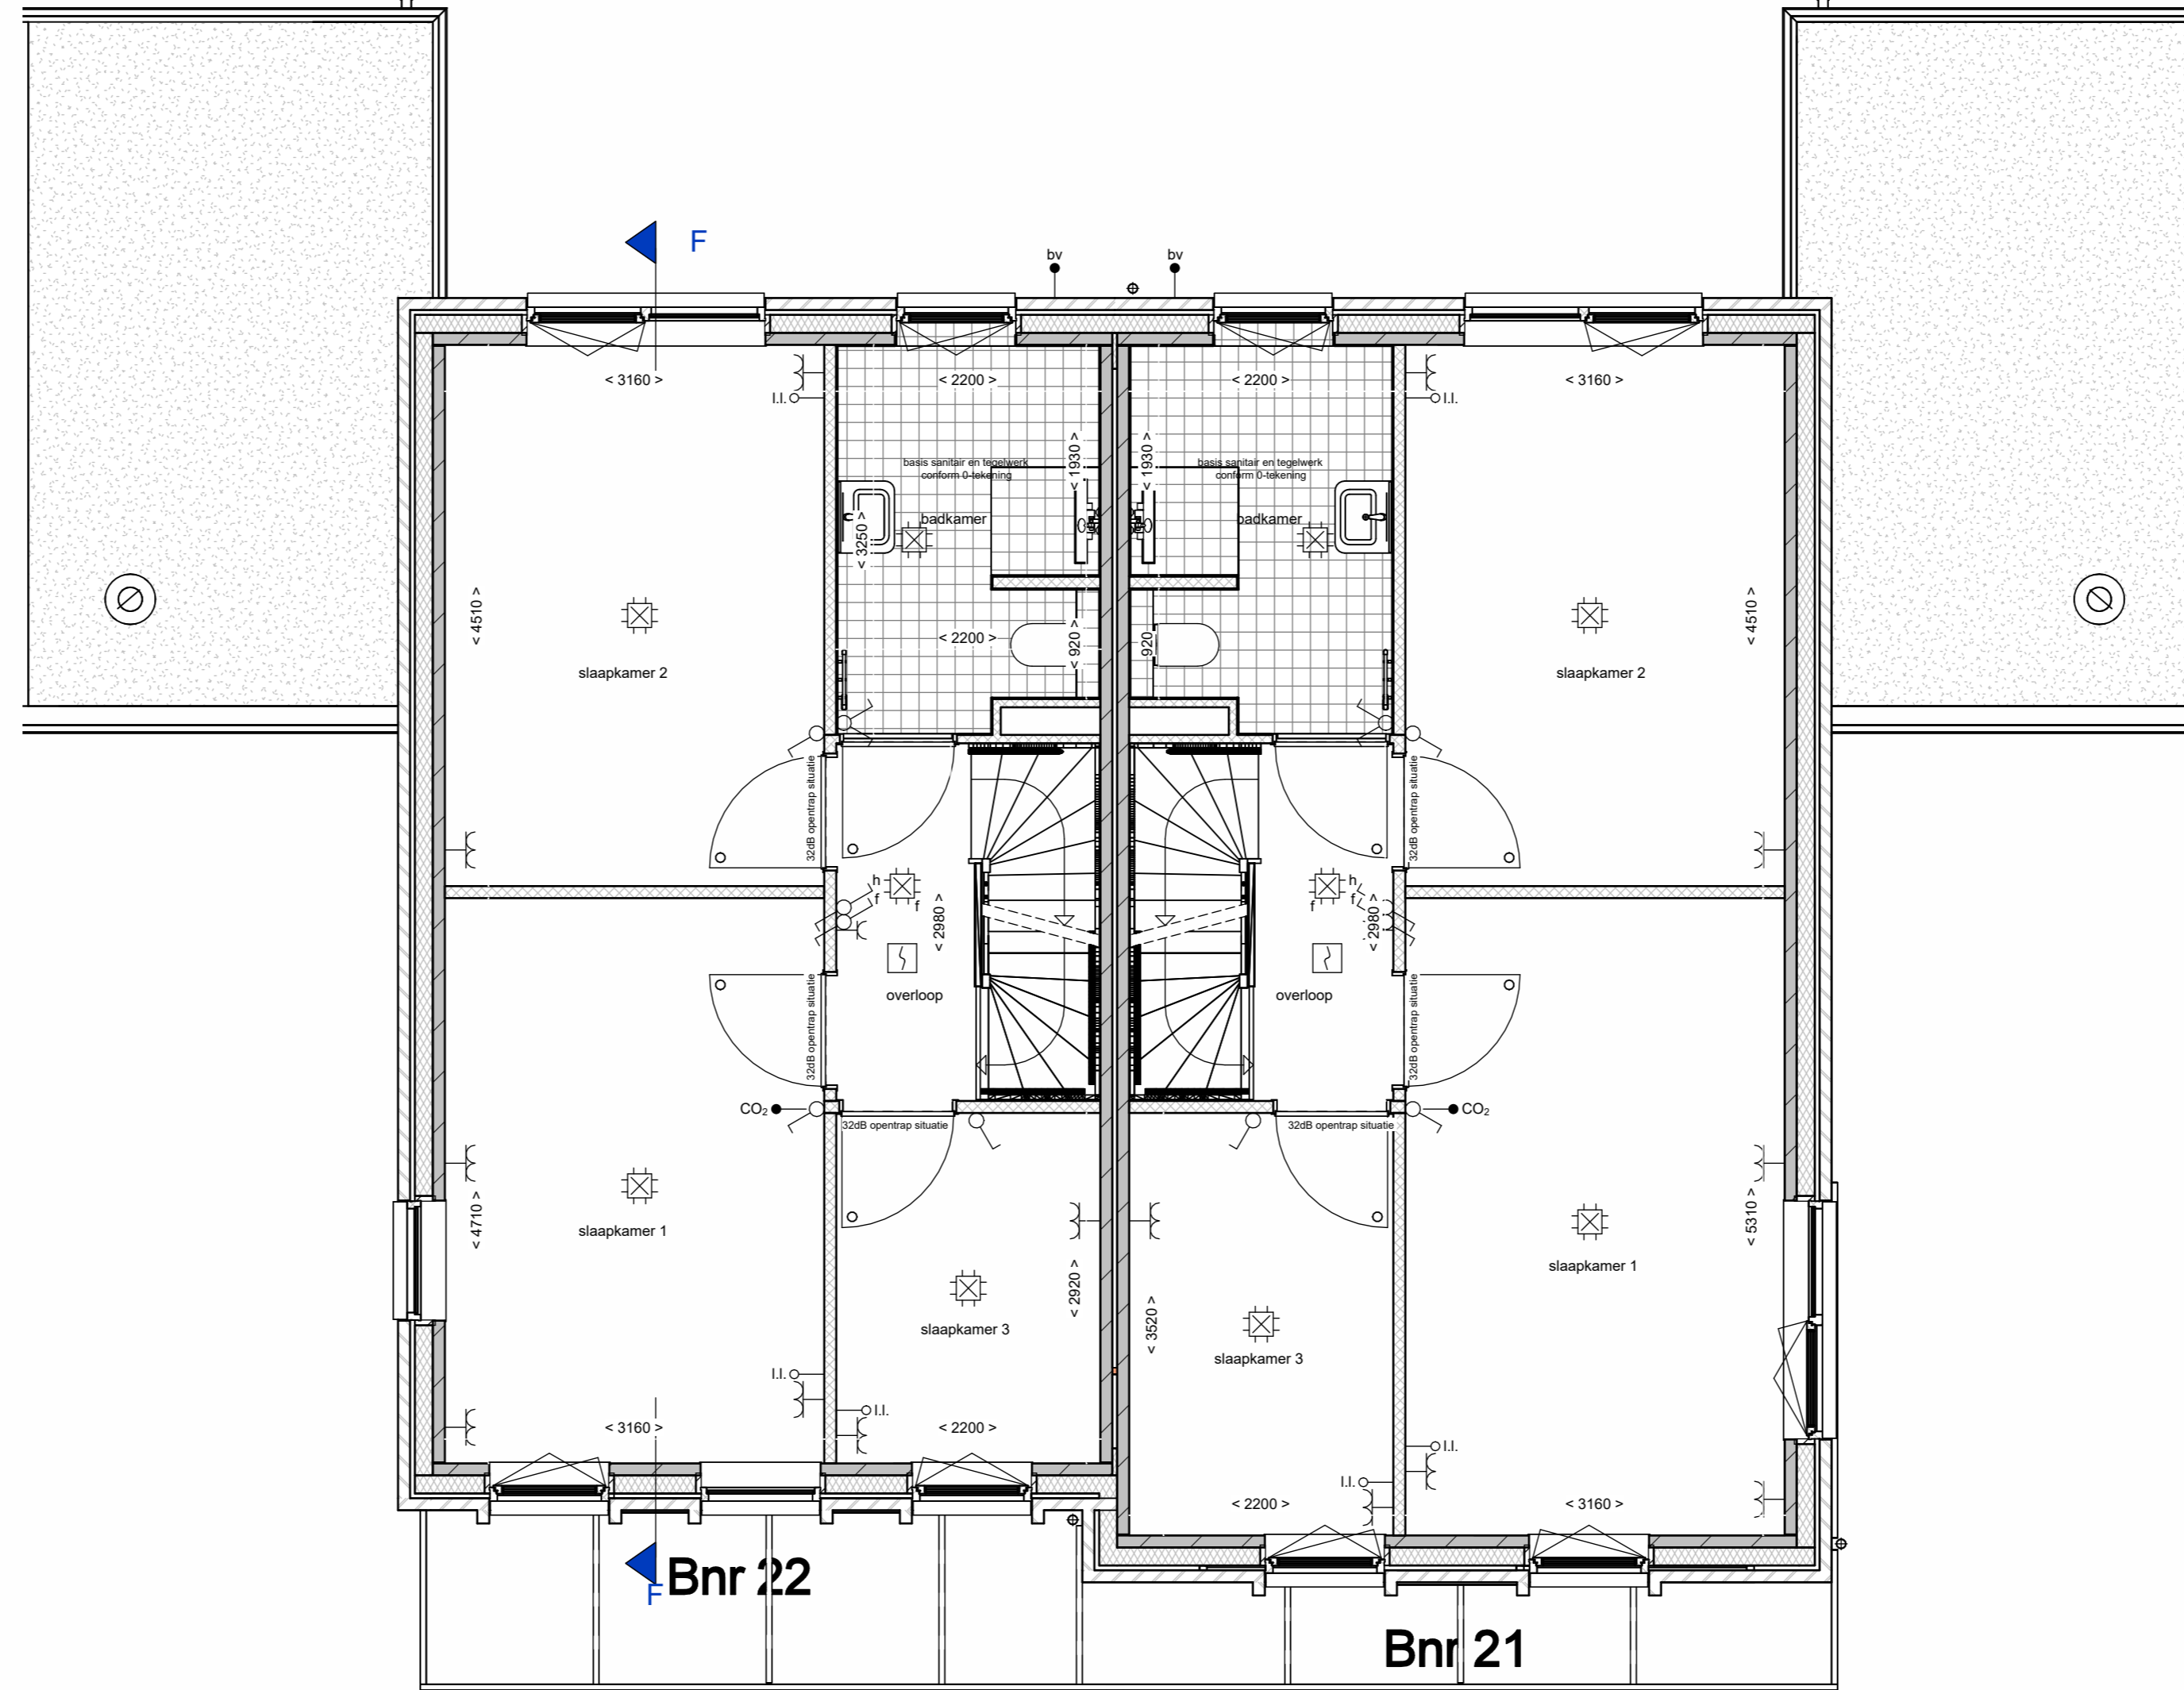 F
bv
bv
< 3160 >
< 2200 >
< 2200 >
< 3160 >
l.l.
l.l.
< 1930 >
< 1930 >
basis sanitair en tegelwerk
conform 0-tekening
basis sanitair en tegelwerk
conform 0-tekening
badkamer
badkamer
< 3250 >
< 4510 >
< 4510 >
< 2200 >
< 920 >
920
slaapkamer 2
slaapkamer 2
32dB opentrap situatie
32dB opentrap situatie
h
f
f
h
f
f
< 2980 >
< 2980 >
overloop
overloop
32dB opentrap situatie
32dB opentrap situatie
CO₂
CO₂
32dB opentrap situatie
32dB opentrap situatie
< 4710 >
< 5310 >
slaapkamer 1
slaapkamer 1
< 2920 >
< 3520 >
slaapkamer 3
slaapkamer 3
l.l.
l.l.
< 3160 >
< 2200 >
l.l.
l.l.
< 2200 >
< 3160 >
F
Bnr 22
Bnr 21